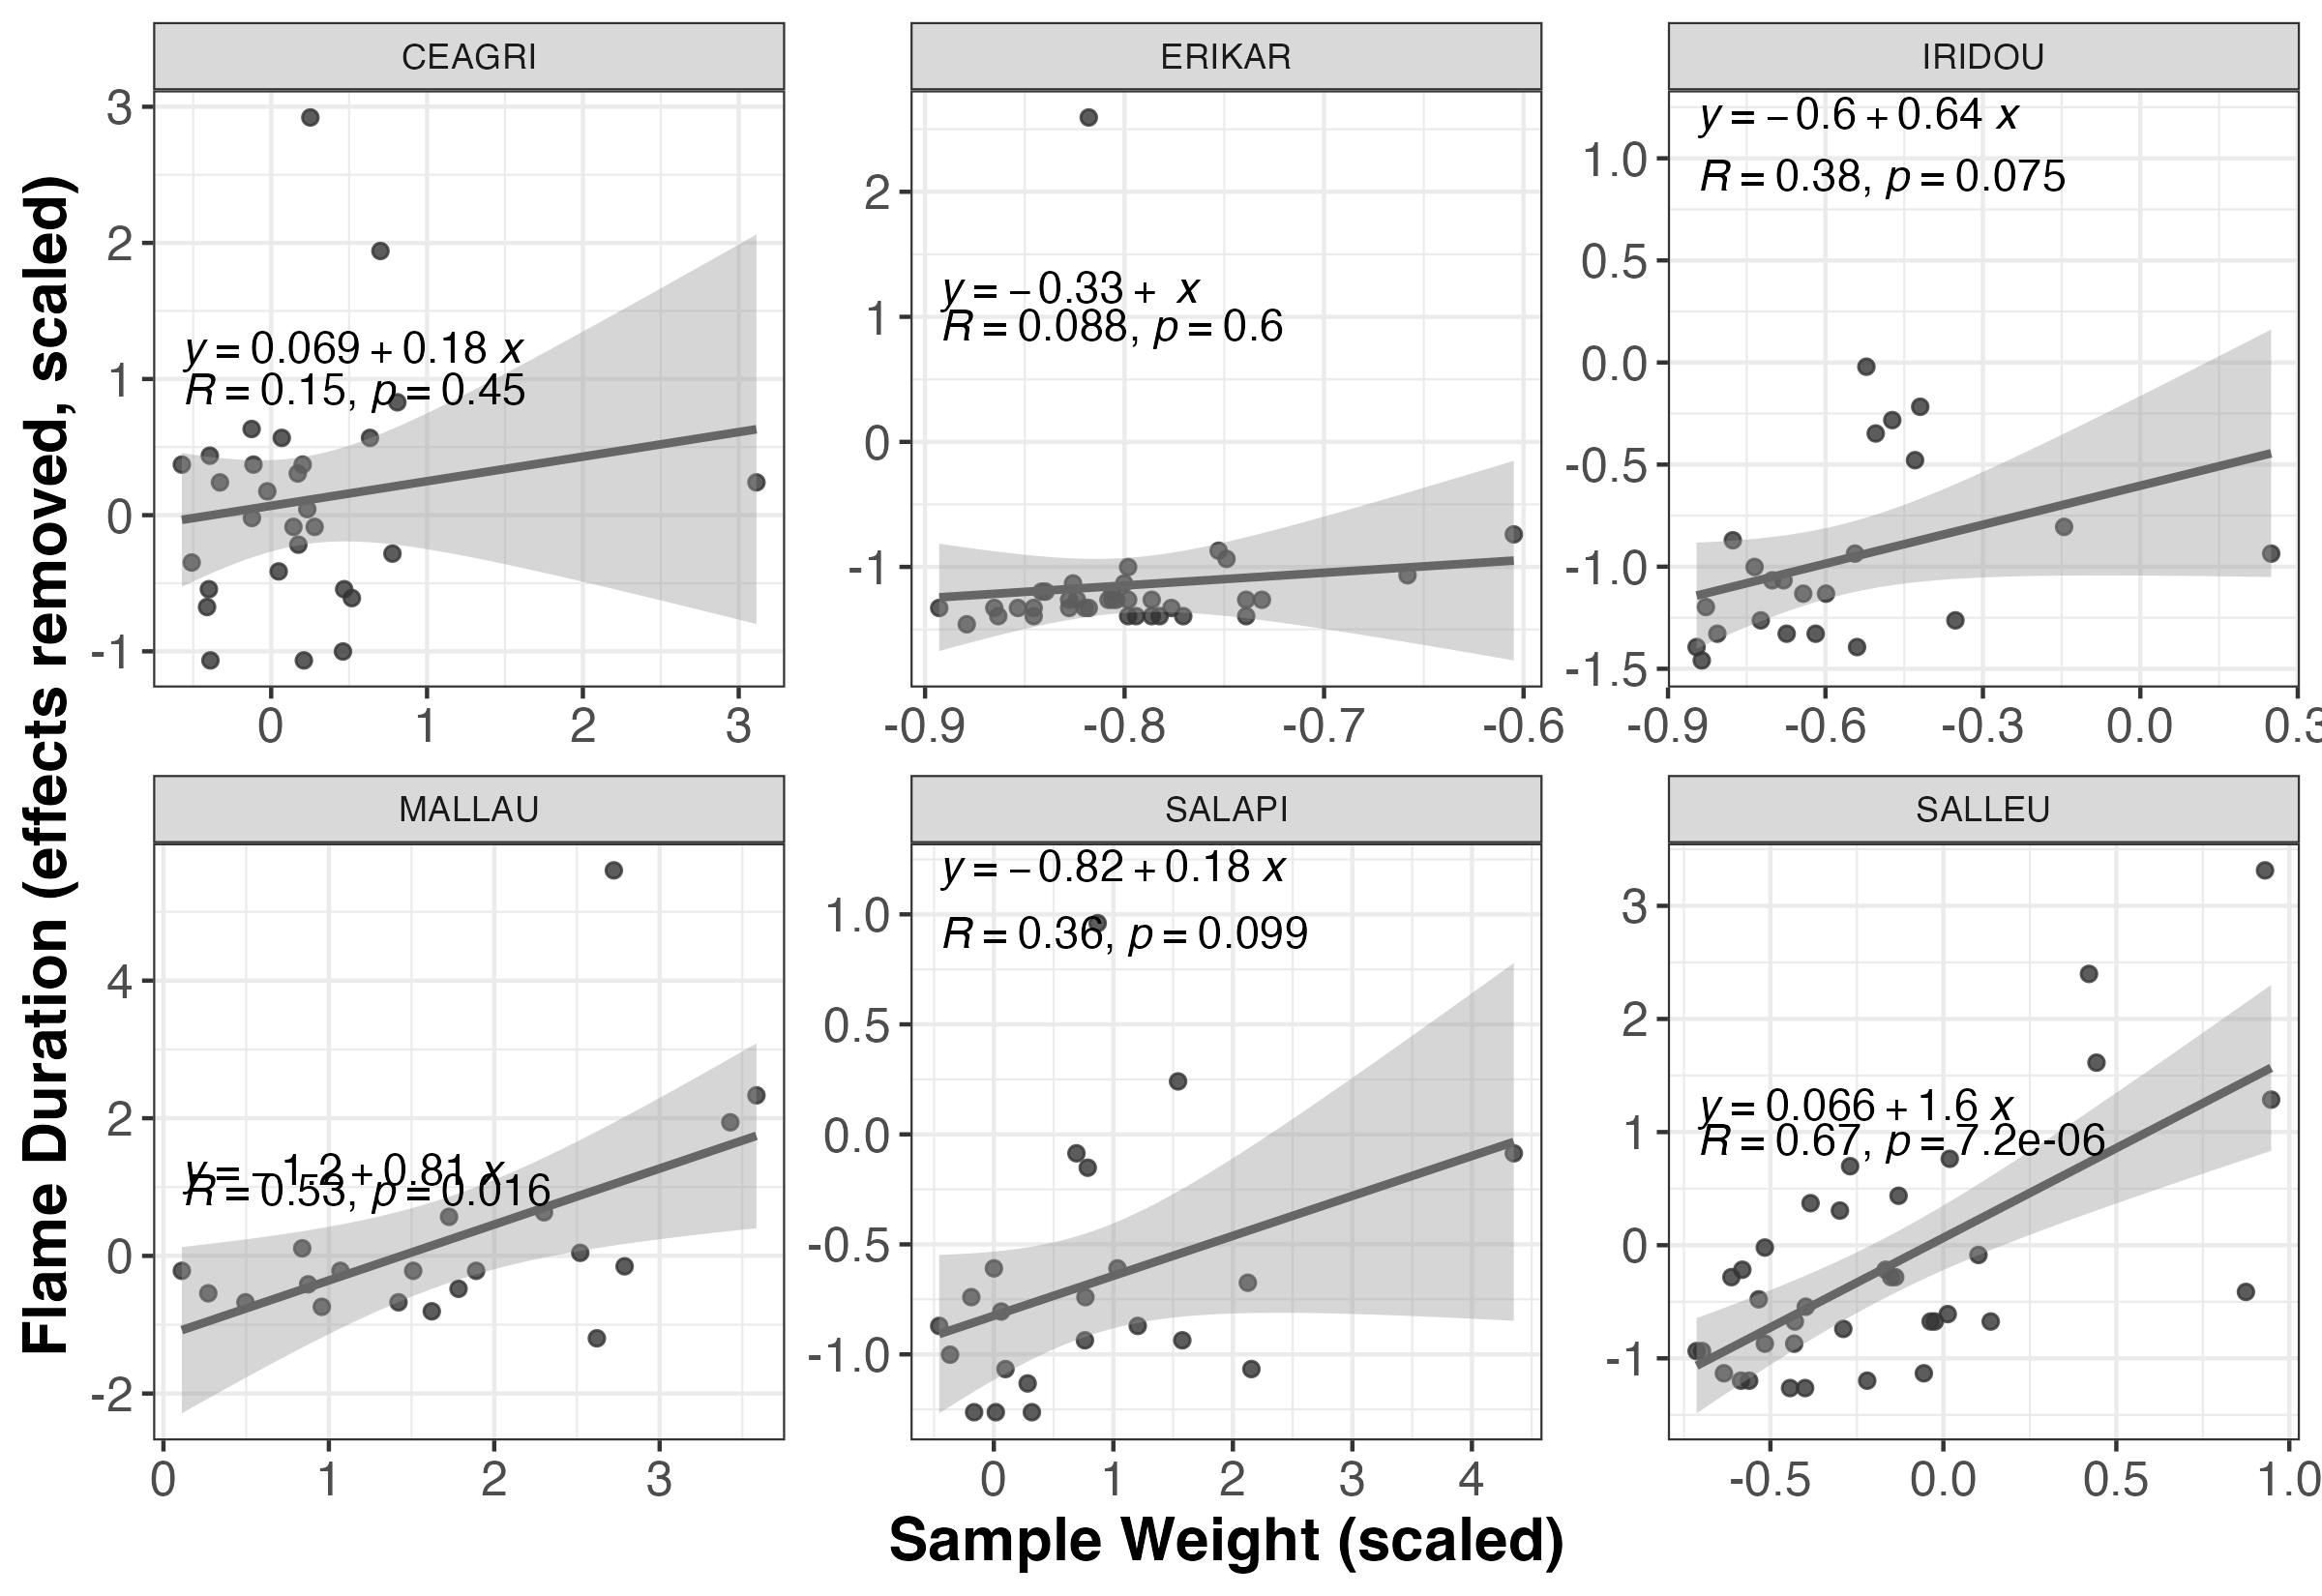 Flame Duration (effects removed, scaled)
CEAGRI
y = 0.069 + 0.18 x
R = 0.15, p = 0.45
3
2
1
0
-1
0 1 2 3
ERIKAR
y = −0.33 + x
R = 0.088, p = 0.6
2
1
0
-1
-0.9 -0.8 -0.7 -0.6
IRIDOU
y = −0.6 + 0.64 x
R = 0.38, p = 0.075
1.0
0.5
0.0
-0.5
-1.0
-1.5
-0.9 -0.6 -0.3 0.0 0.3
MALLAU
y = −1.2 + 0.81 x
R = 0.53, p = 0.016
4
2
0
-2
0 1 2 3
SALAPI
y = −0.82 + 0.18 x
R = 0.36, p = 0.099
1.0
0.5
0.0
-0.5
-1.0
0 1 2 3 4
SALLEU
y = 0.066 + 1.6 x
R = 0.67, p = 7.2e-06
3
2
1
0
-1
-0.5 0.0 0.5 1.0
Sample Weight (scaled)